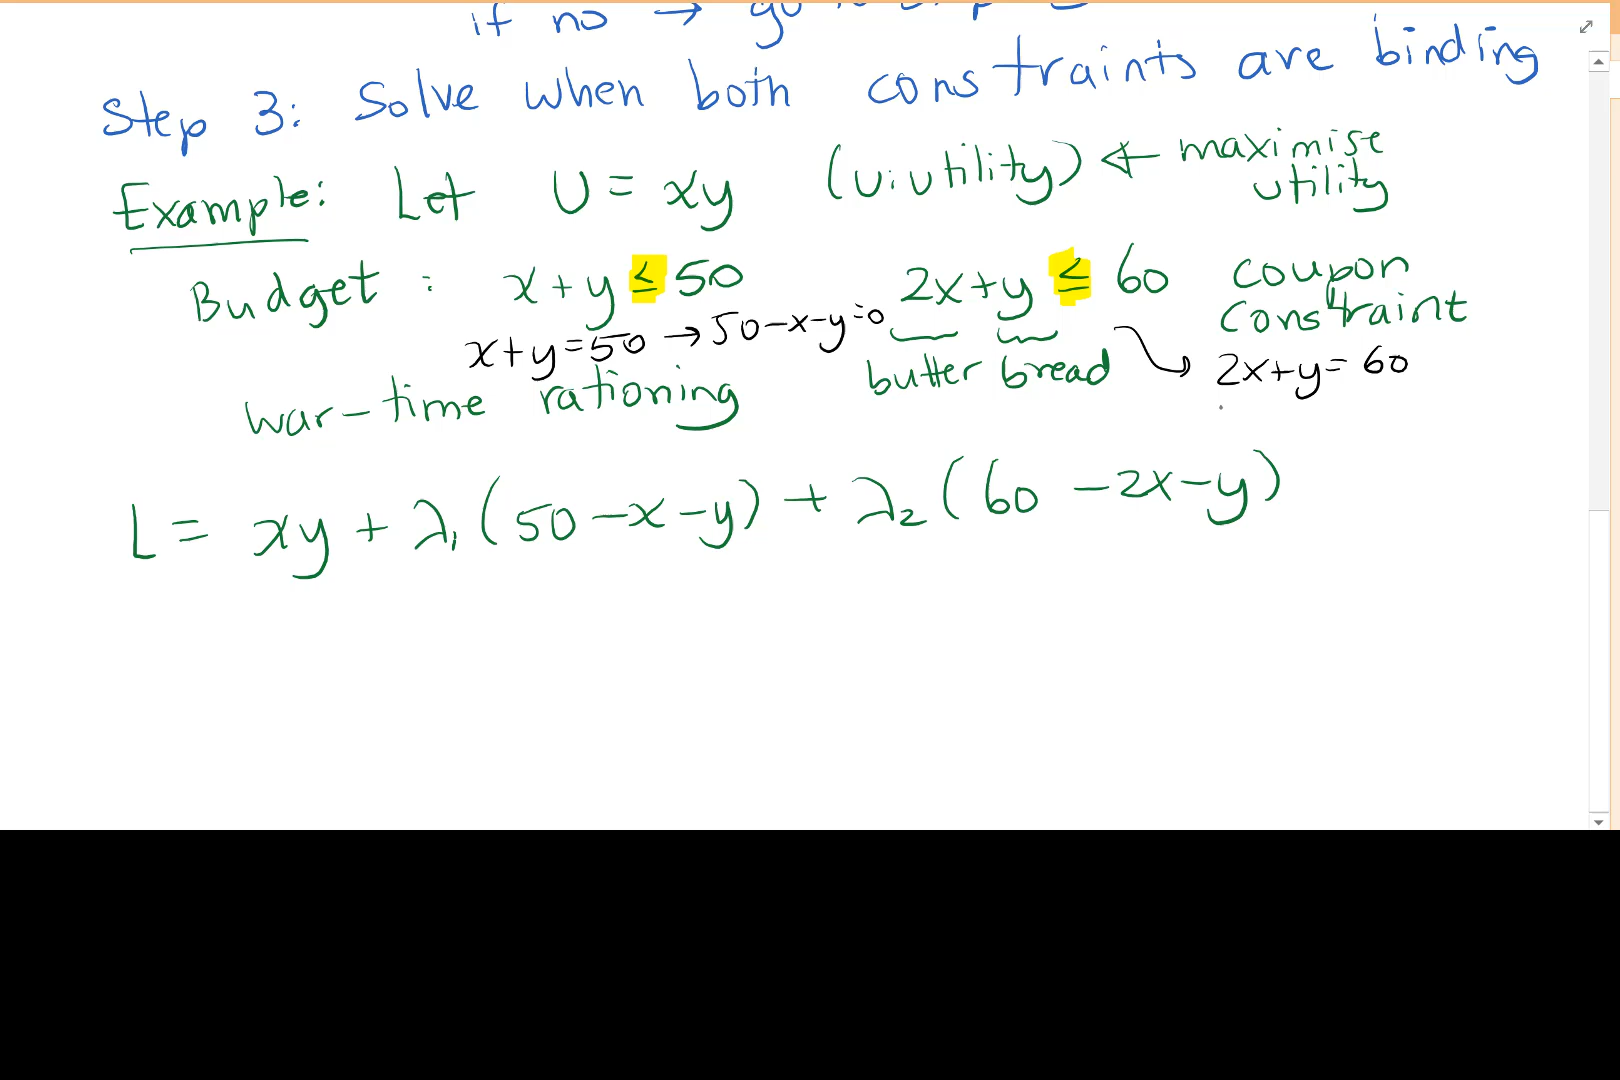 if no → go to
Step 3: Solve when both constraints are binding
Example: Let U = xy (U: utility) ← maximise utility
Budget : x + y ≤ 50 2x + y ≤ 60 coupon constraint
x + y = 50 → 50 - x - y = 0
butter bread 2x + y = 60
war-time rationing
L = xy + λ₁(50 - x - y) + λ₂(60 - 2x - y)